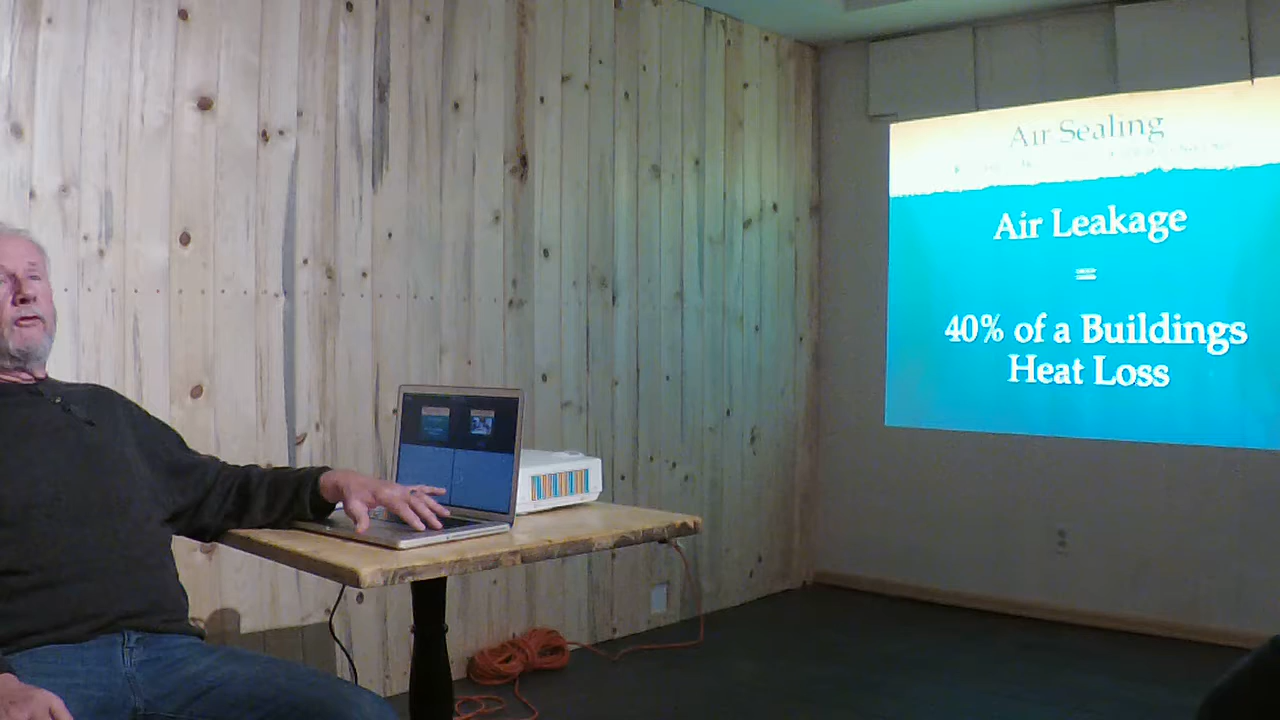 Air Sealing
Air Leakage
=
40% of a Buildings
Heat Loss